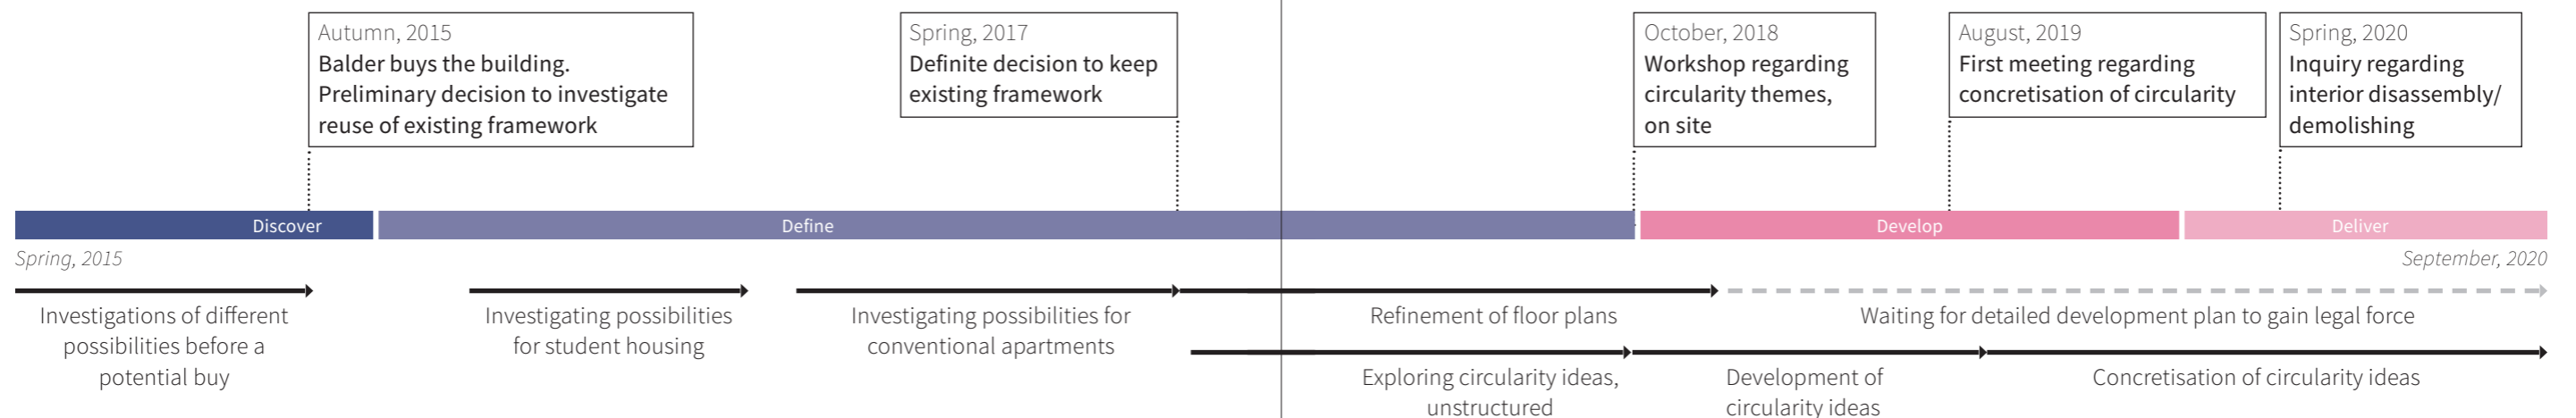 Autumn, 2015
Balder buys the building.
Preliminary decision to investigate
reuse of existing framework
Spring, 2017
Definite decision to keep
existing framework
October, 2018
Workshop regarding
circularity themes,
on site
August, 2019
First meeting regarding
concretisation of circularity
Spring, 2020
Inquiry regarding
interior disassembly/
demolishing
Discover
Define
Develop
Deliver
Spring, 2015
September, 2020
Investigations of different
possibilities before a
potential buy
Investigating possibilities
for student housing
Investigating possibilities for
conventional apartments
Refinement of floor plans
Waiting for detailed development plan to gain legal force
Exploring circularity ideas,
unstructured
Development of
circularity ideas
Concretisation of circularity ideas